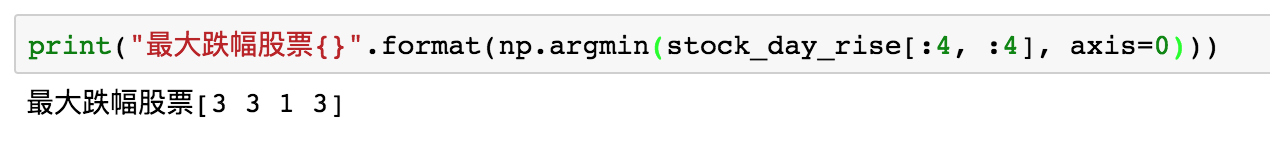 print("最大跌幅股票{}".format(np.argmin(stock_day_rise[:4, :4], axis=0)))
最大跌幅股票[3 3 1 3]